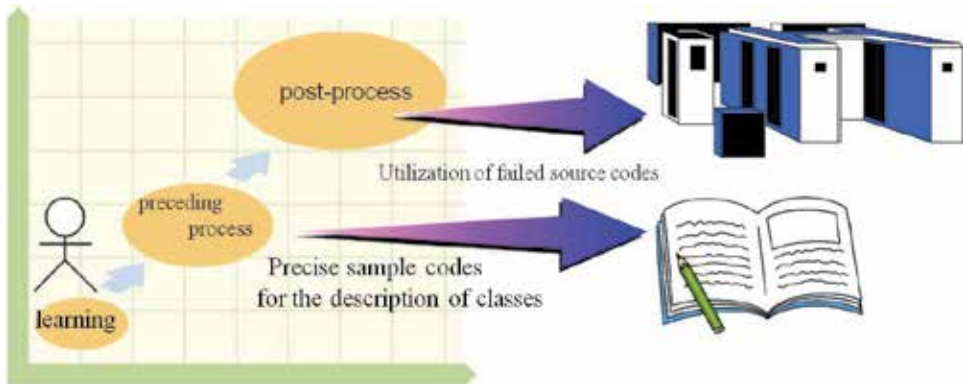 post-process
Utilization of failed source codes
preceding
process
Precise sample codes
for the description of classes
learning